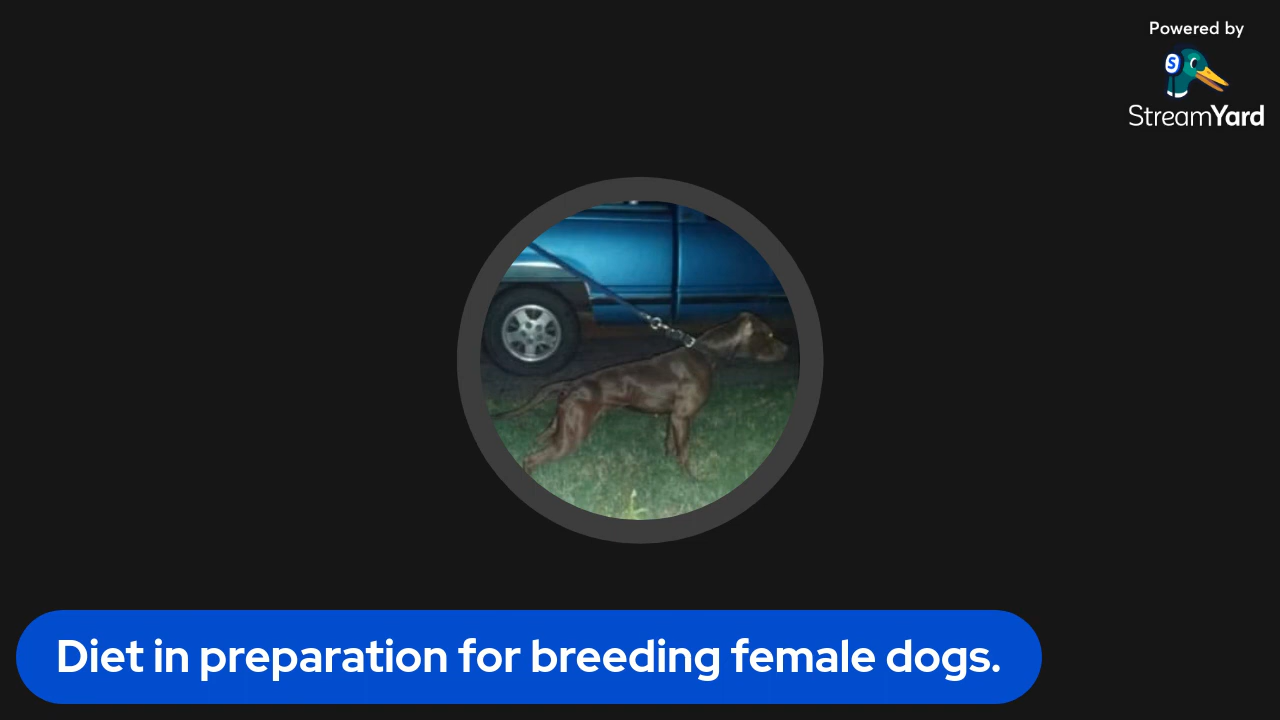 Powered by
S
StreamYard
Diet in preparation for breeding female dogs.